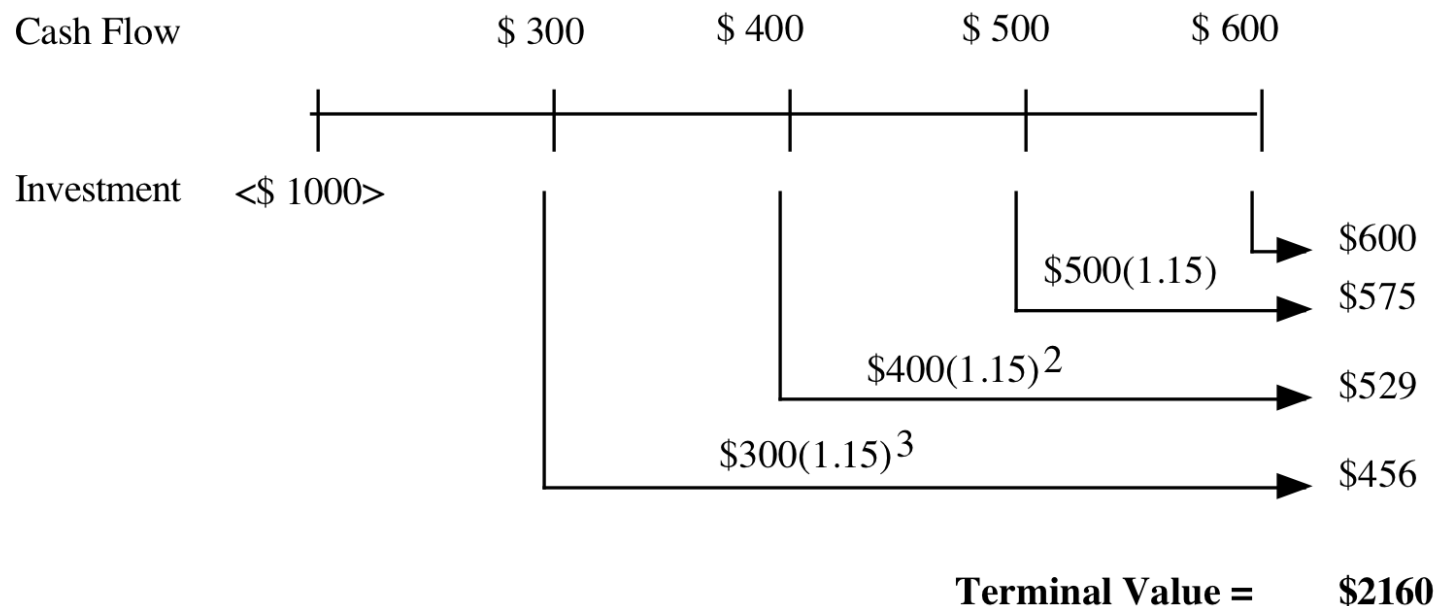 Cash Flow $ 300 $ 400 $ 500 $ 600
Investment <$ 1000>
$600
$500(1.15)
$575
$400(1.15)2
$529
$300(1.15)3
$456
Terminal Value = $2160